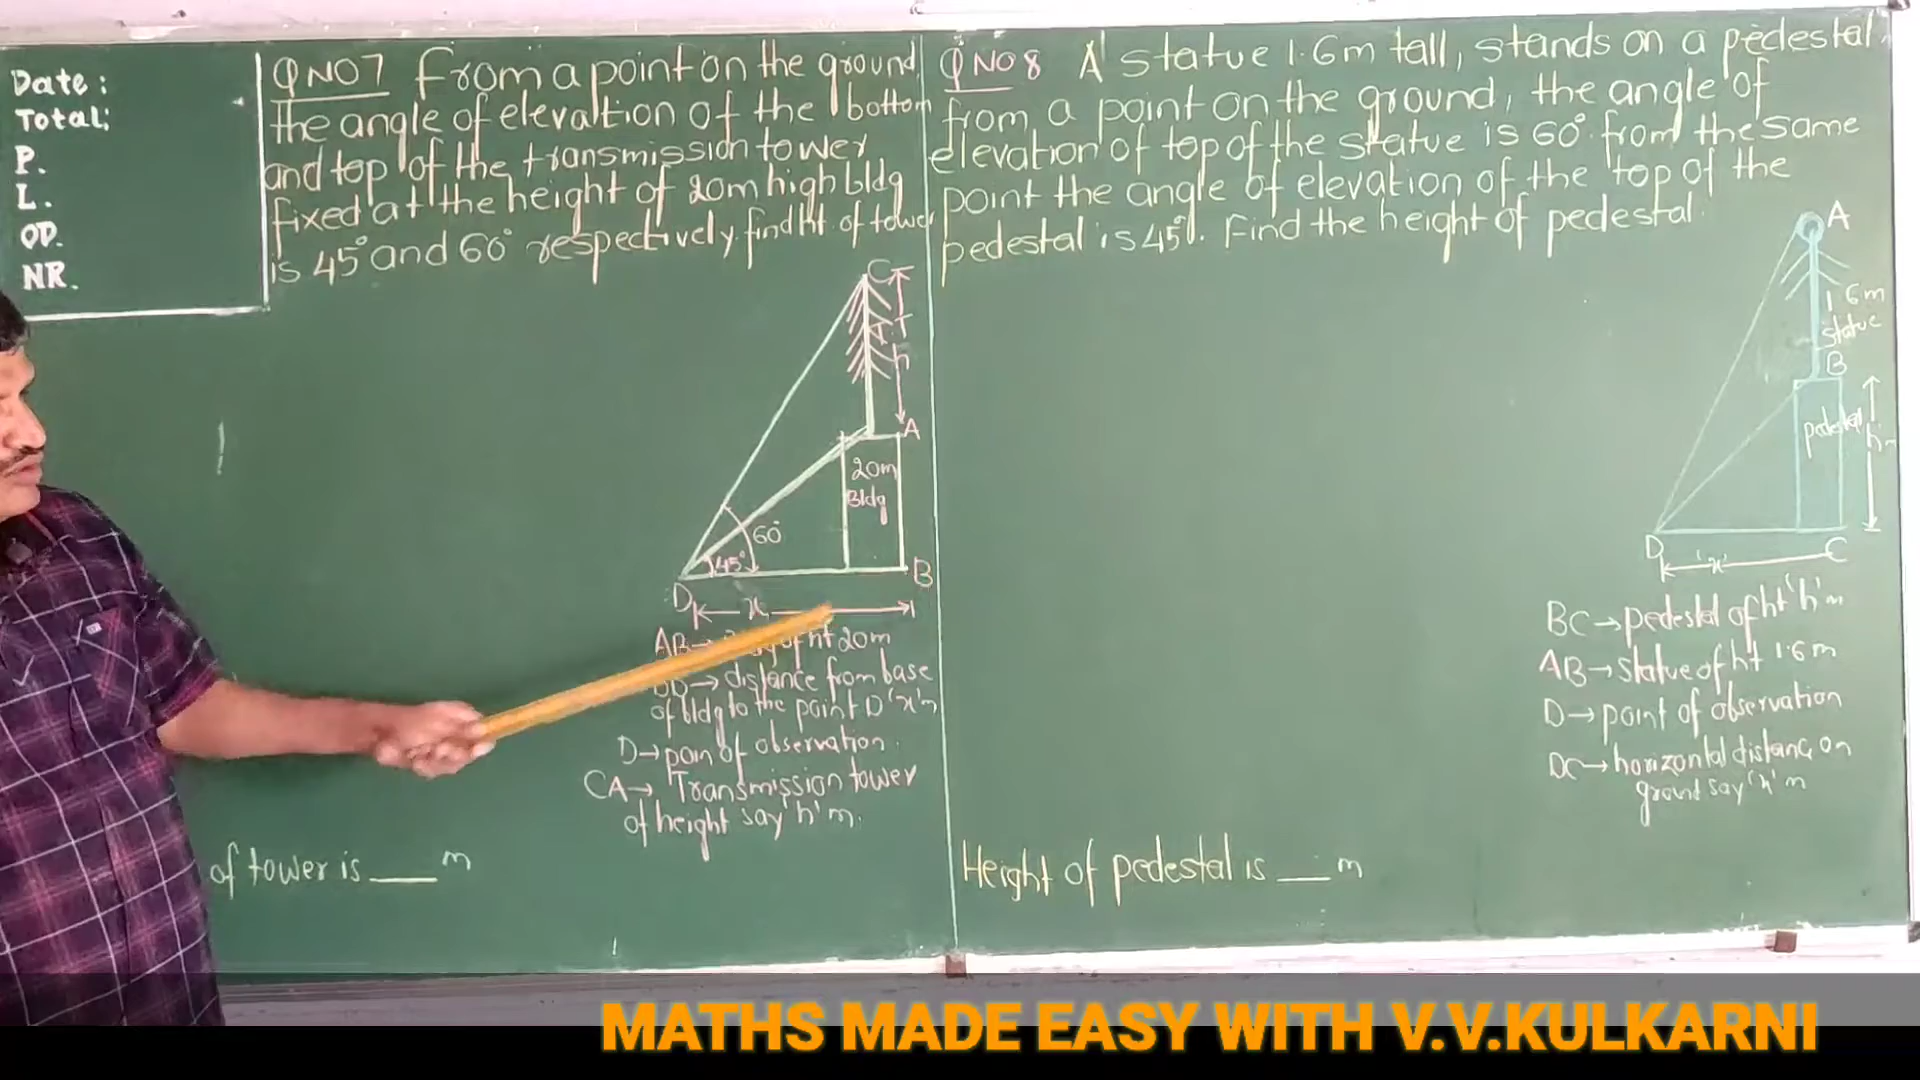 Date:
Total:
P.
L.
OD.
NR.
Q NO7 From a point on the ground,
the angle of elevation of the bottom
and top of the transmission tower
fixed at the height of 20m high bldg
is 45° and 60° respectively. find ht of tower
C
T.T
h
A
20m
Bldg
60°
45°
D
B
x
AB→ of ht 20m
BD→ distance from base
of bldg to the point D 'x'm
D→ poin of observation.
CA→ Transmission tower
of height say 'h' m.
of tower is ___ m
Q NO 8 A statue 1.6m tall, stands on a pedestal,
from a point on the ground, the angle of
elevation of top of the statue is 60° from the same
point the angle of elevation of the top of the
pedestal is 45°. Find the height of pedestal.
A
1.6m
statue
B
pedestal
'h'm
D
C
'x'
BC→ pedestal of ht 'h'm
AB→ statue of ht 1.6m
D→ point of observation
DC→ horizontal distanc on
ground say 'x' m
Height of pedestal is ___ m
MATHS MADE EASY WITH V.V.KULKARNI